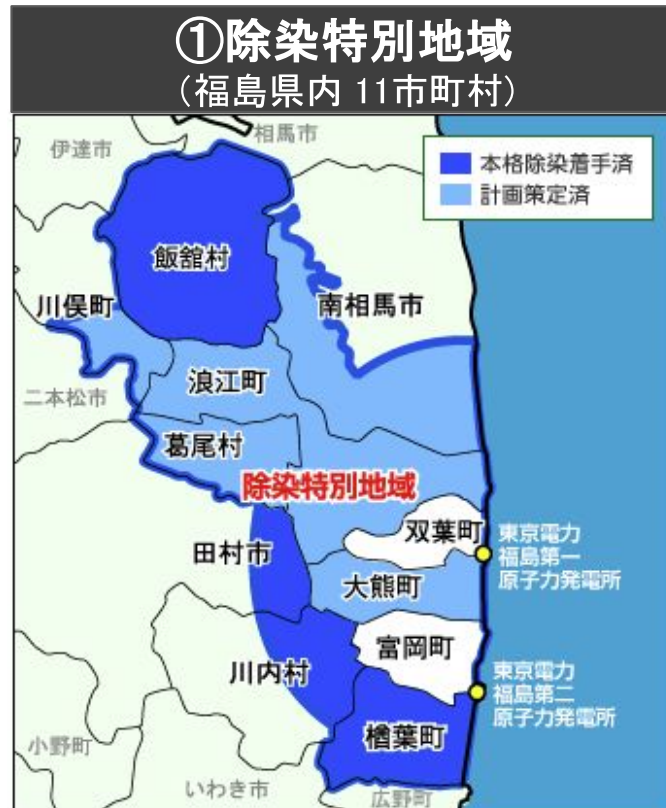 ①除染特別地域
（福島県内 11市町村）
伊達市
相馬市
本格除染着手済
計画策定済
飯舘村
川俣町
南相馬市
二本松市
浪江町
葛尾村
除染特別地域
双葉町
東京電力
福島第一
原子力発電所
田村市
大熊町
富岡町
川内村
東京電力
福島第二
原子力発電所
楢葉町
小野町
いわき市
広野町